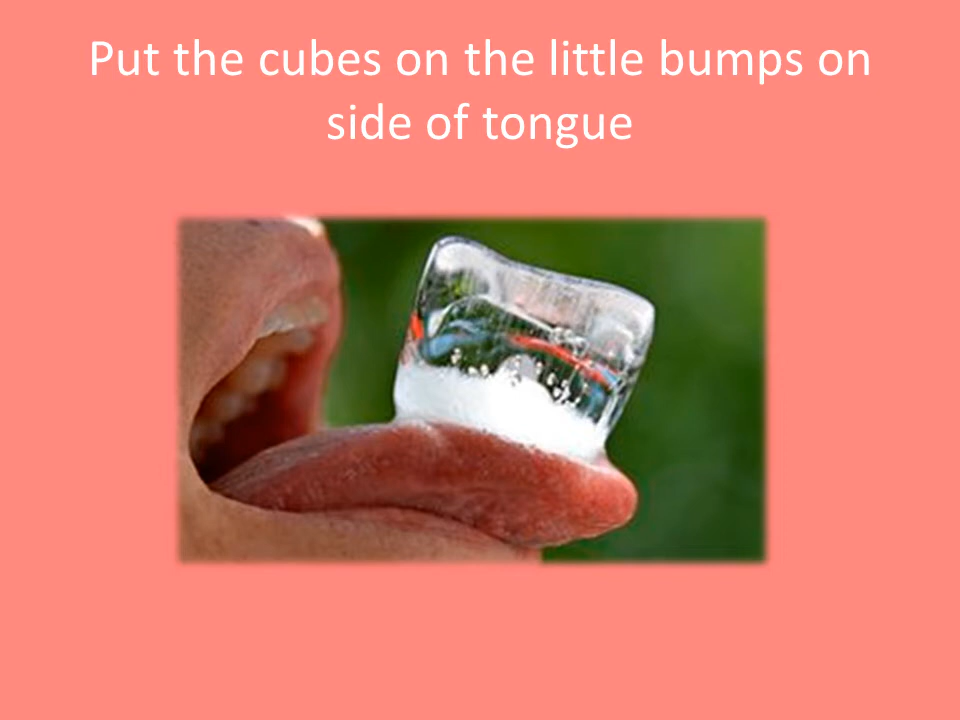 Put the cubes on the little bumps on
side of tongue